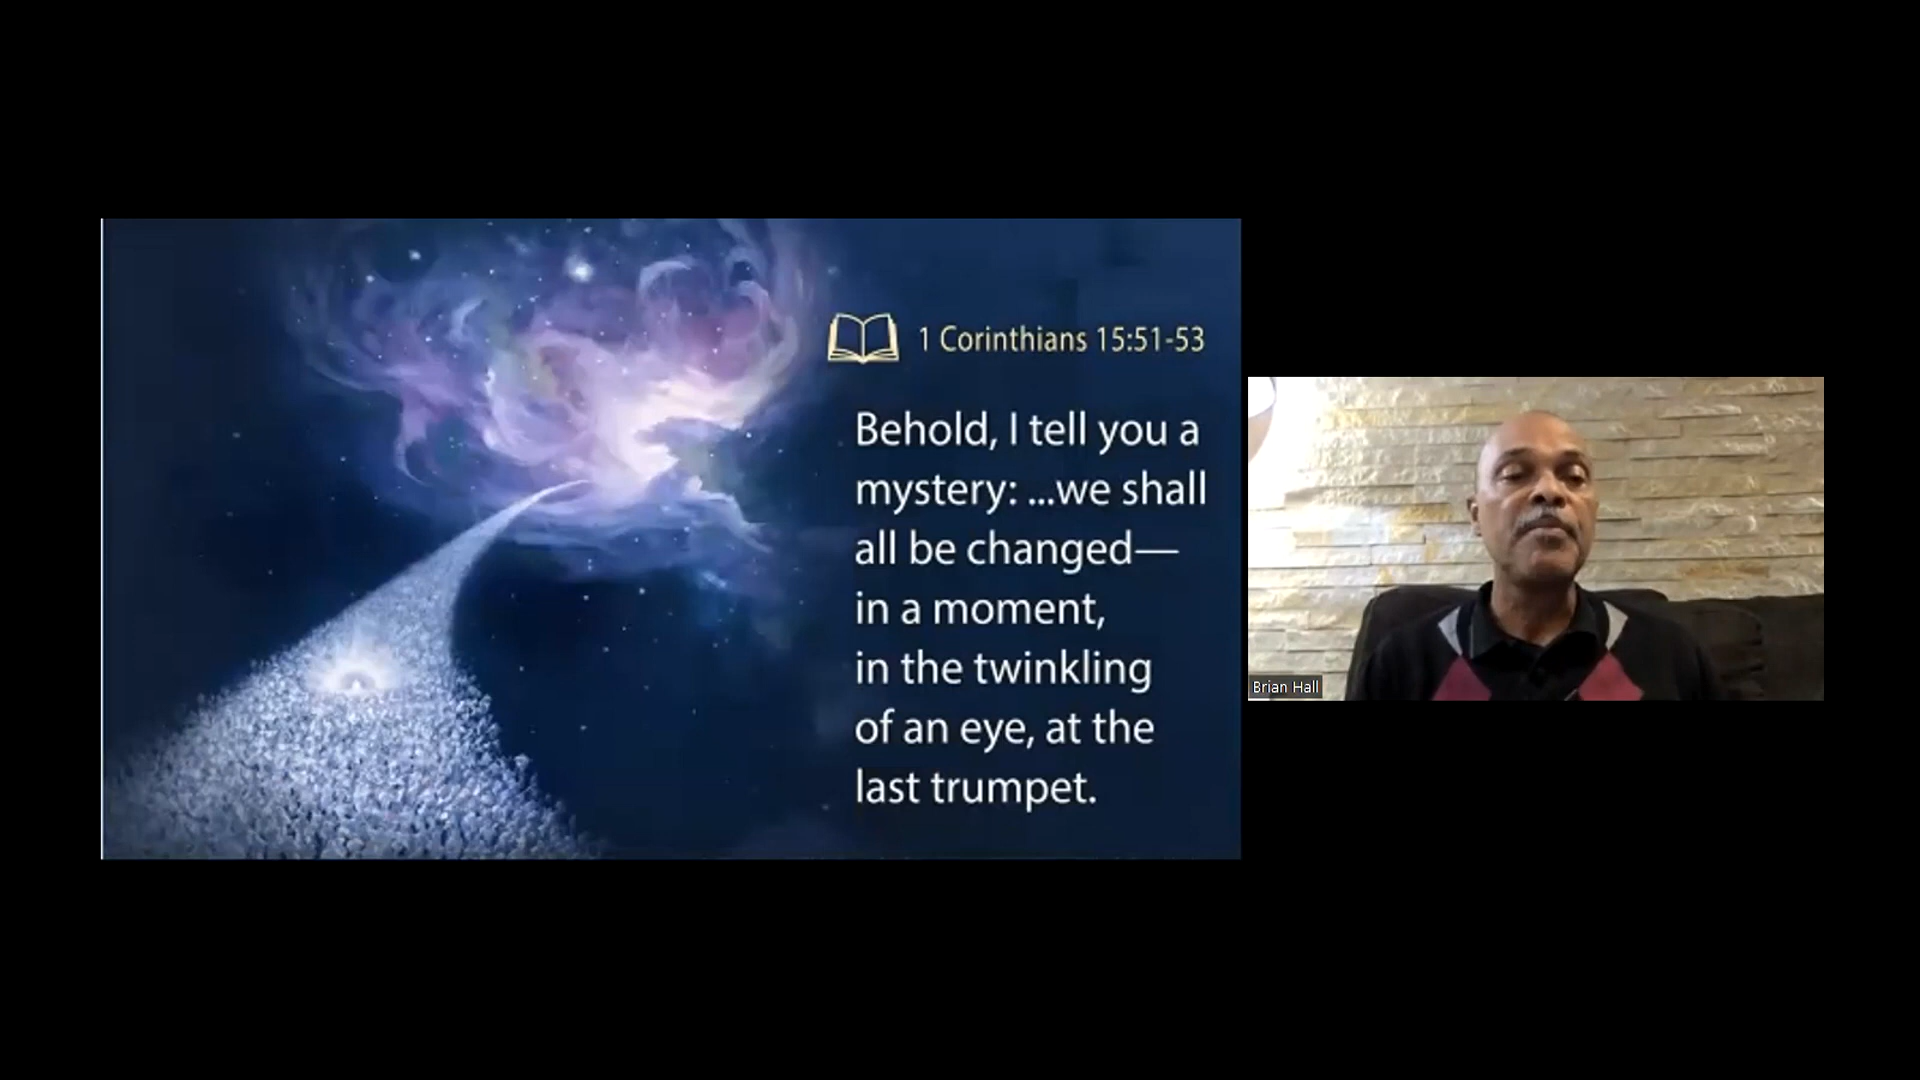 1 Corinthians 15:51-53
Behold, I tell you a
mystery: ...we shall
all be changed—
in a moment,
in the twinkling
of an eye, at the
last trumpet.
Brian Hall